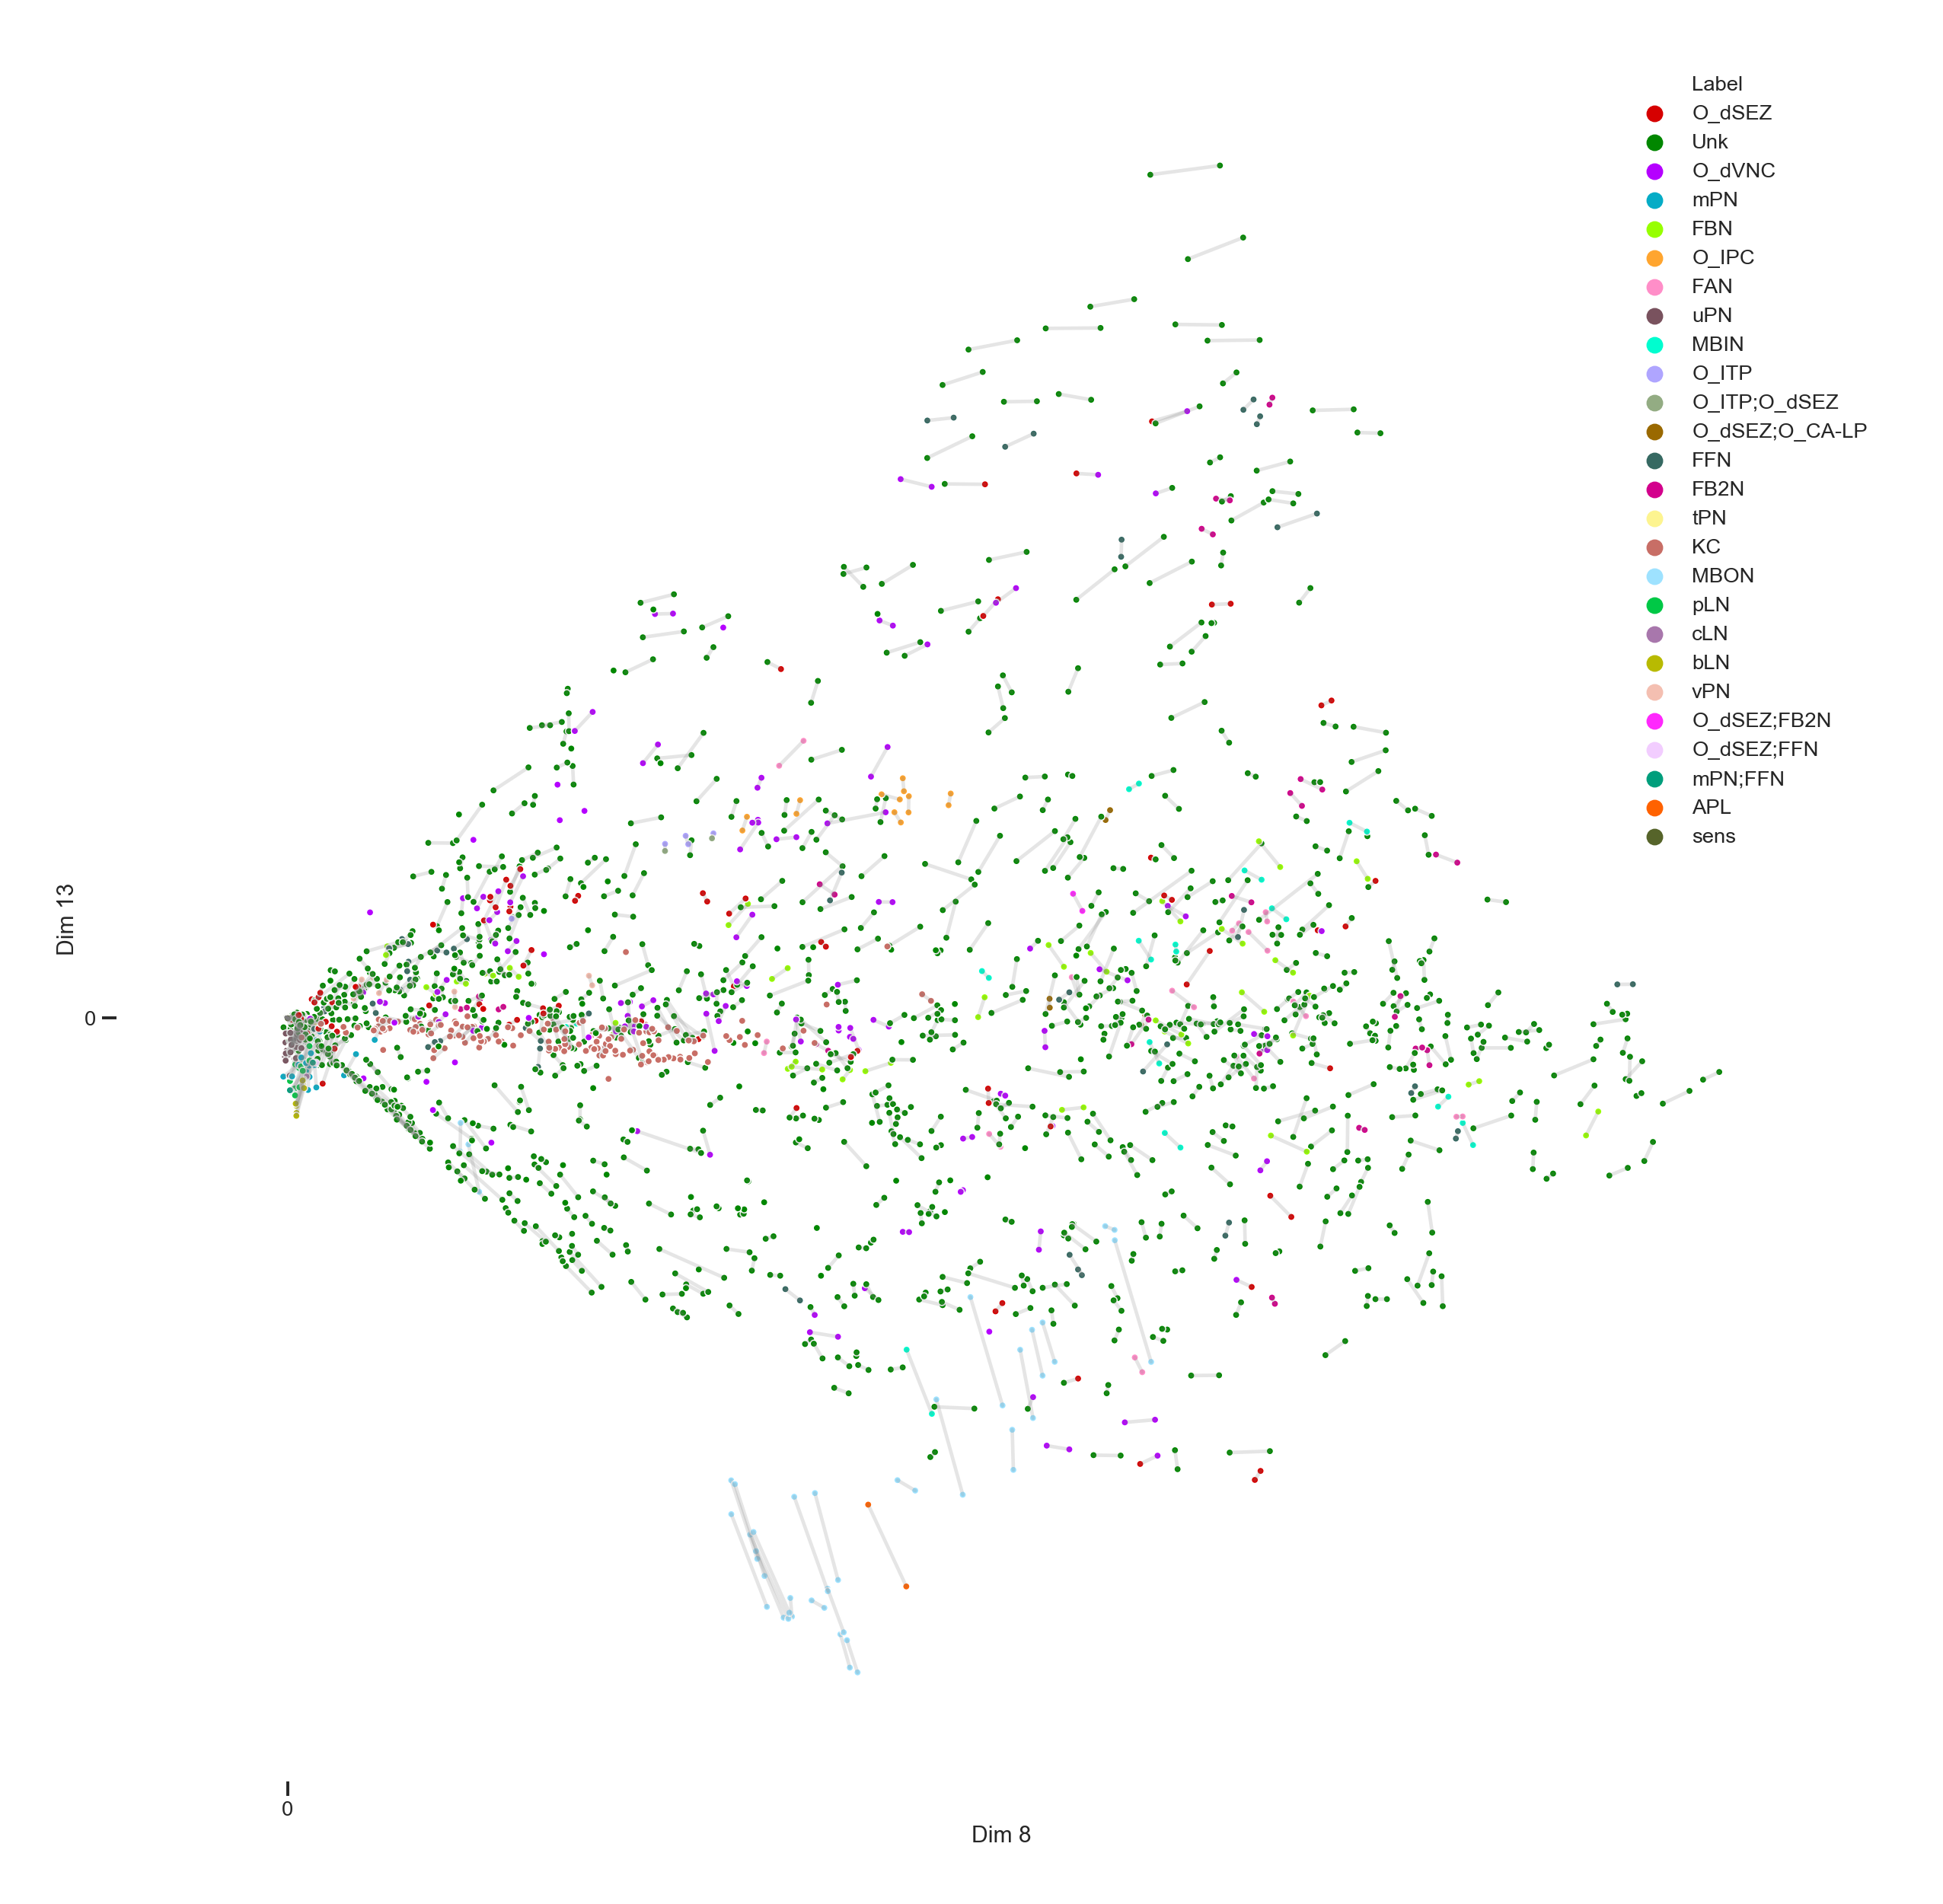 Label
O_dSEZ
Unk
O_dVNC
mPN
FBN
O_IPC
FAN
uPN
MBIN
O_ITP
O_ITP;O_dSEZ
O_dSEZ;O_CA-LP
FFN
FB2N
tPN
KC
MBON
pLN
cLN
bLN
vPN
O_dSEZ;FB2N
O_dSEZ;FFN
mPN;FFN
APL
sens
Dim 13
0
0
Dim 8